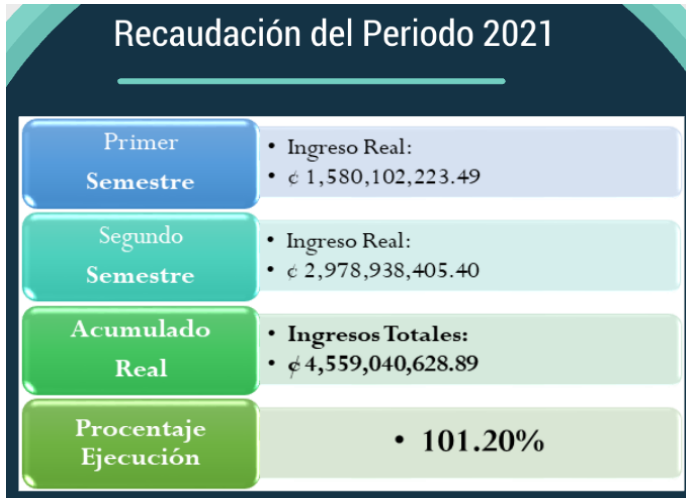 Recaudación del Periodo 2021
Primer
Semestre
• Ingreso Real:
• ¢ 1,580,102,223.49
Segundo
Semestre
• Ingreso Real:
• ¢ 2,978,938,405.40
Acumulado
Real
• Ingresos Totales:
• ¢ 4,559,040,628.89
Procentaje
Ejecución
• 101.20%